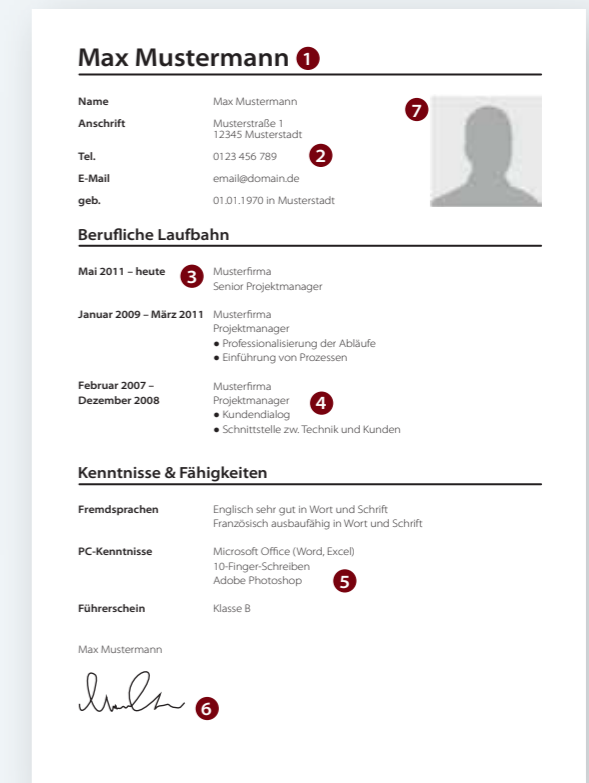 Max Mustermann 1
Name Max Mustermann 7
Anschrift Musterstraße 1
12345 Musterstadt
Tel. 0123 456 789 2
E-Mail email@domain.de
geb. 01.01.1970 in Musterstadt
Berufliche Laufbahn
Mai 2011 – heute 3 Musterfirma
Senior Projektmanager
Januar 2009 – März 2011 Musterfirma
Projektmanager
● Professionalisierung der Abläufe
● Einführung von Prozessen
Februar 2007 – Musterfirma
Dezember 2008 Projektmanager 4
● Kundendialog
● Schnittstelle zw. Technik und Kunden
Kenntnisse & Fähigkeiten
Fremdsprachen Englisch sehr gut in Wort und Schrift
Französisch ausbaufähig in Wort und Schrift
PC-Kenntnisse Microsoft Office (Word, Excel)
10-Finger-Schreiben
Adobe Photoshop 5
Führerschein Klasse B
Max Mustermann
6